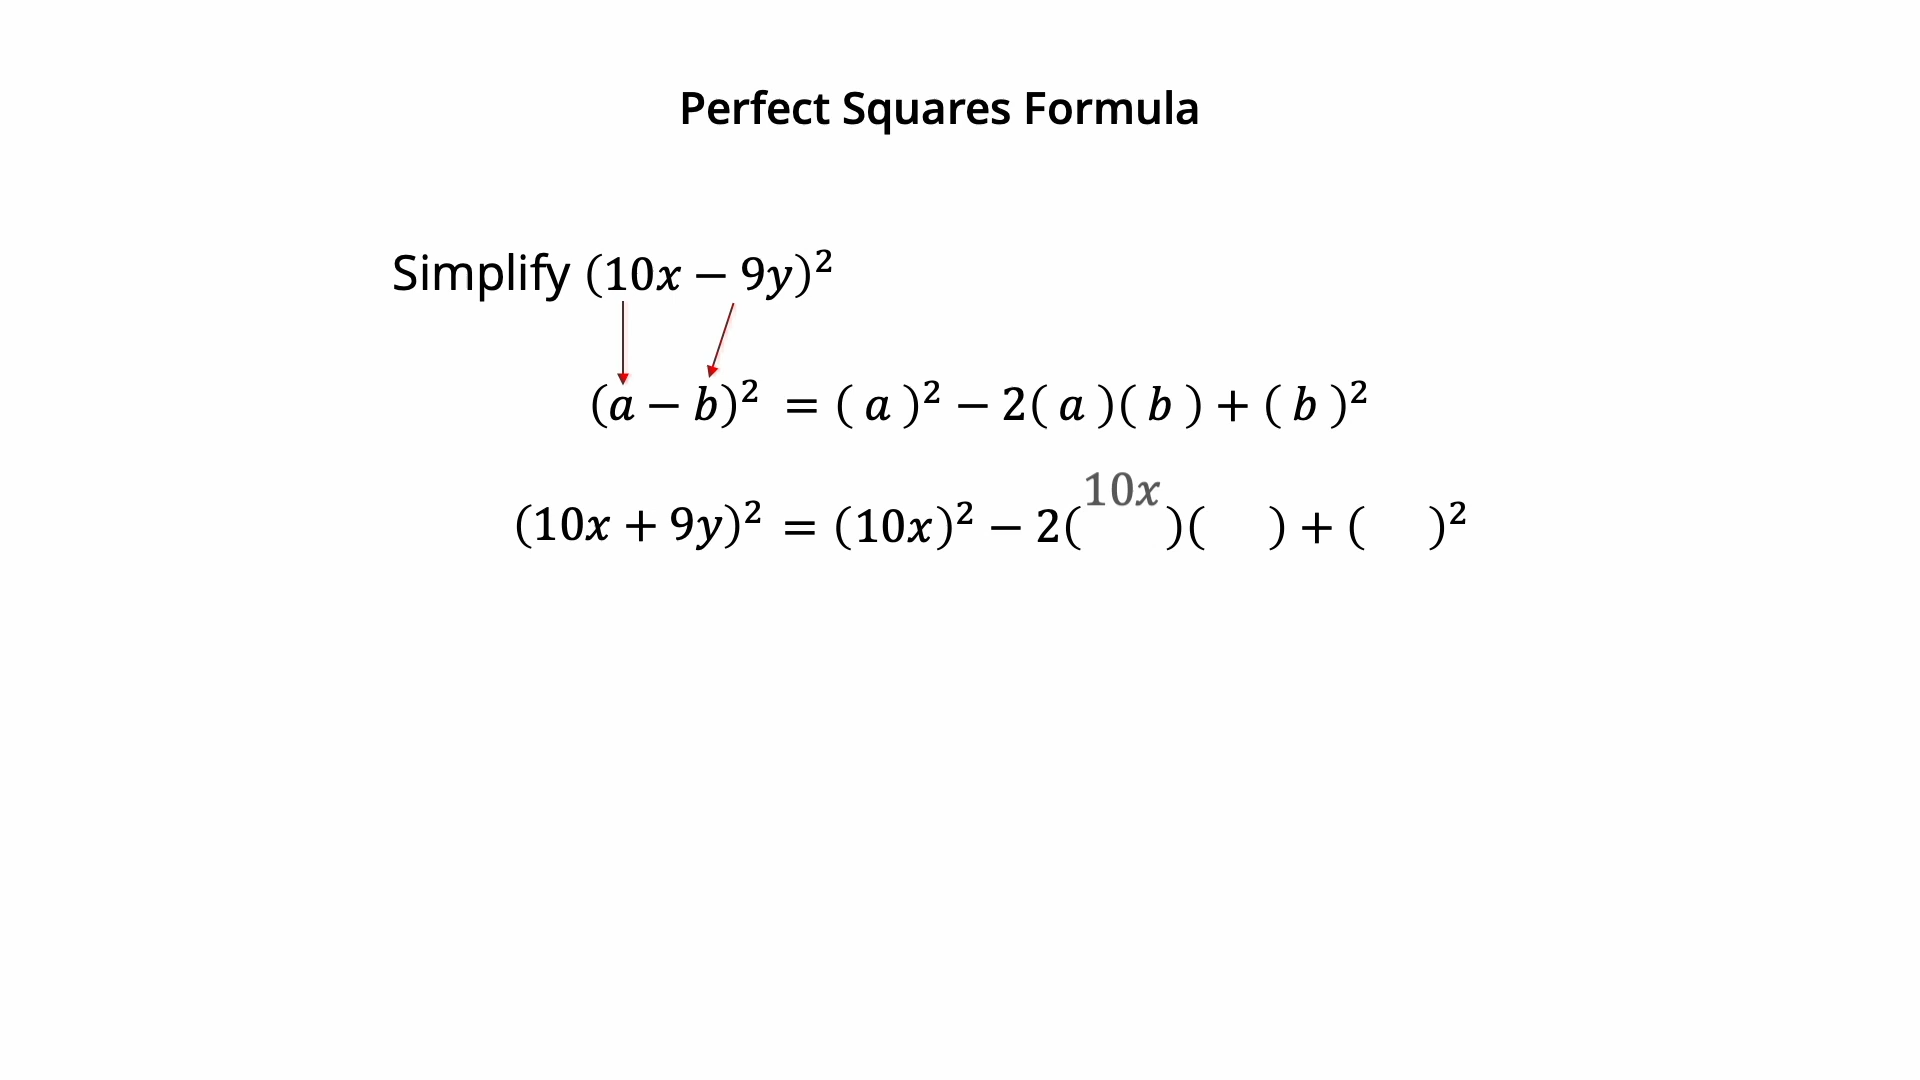 Perfect Squares Formula
Simplify (10x − 9y)²
(a − b)² = ( a )² − 2( a )( b ) + ( b )²
(10x + 9y)² = (10x)² − 2(10x)(   ) + (   )²